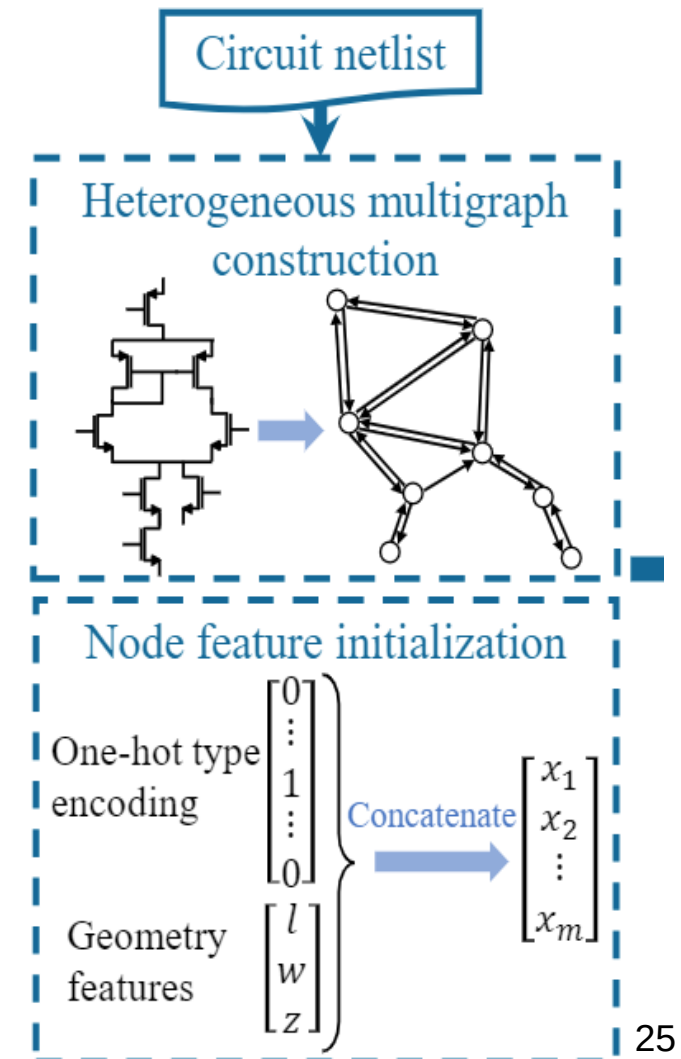 Circuit netlist
Heterogeneous multigraph
construction
Node feature initialization
One-hot type
encoding
[0 ⋮ 1 ⋮ 0]
Geometry
features
[l w z]
Concatenate
[x₁ x₂ ⋮ xₘ]
25